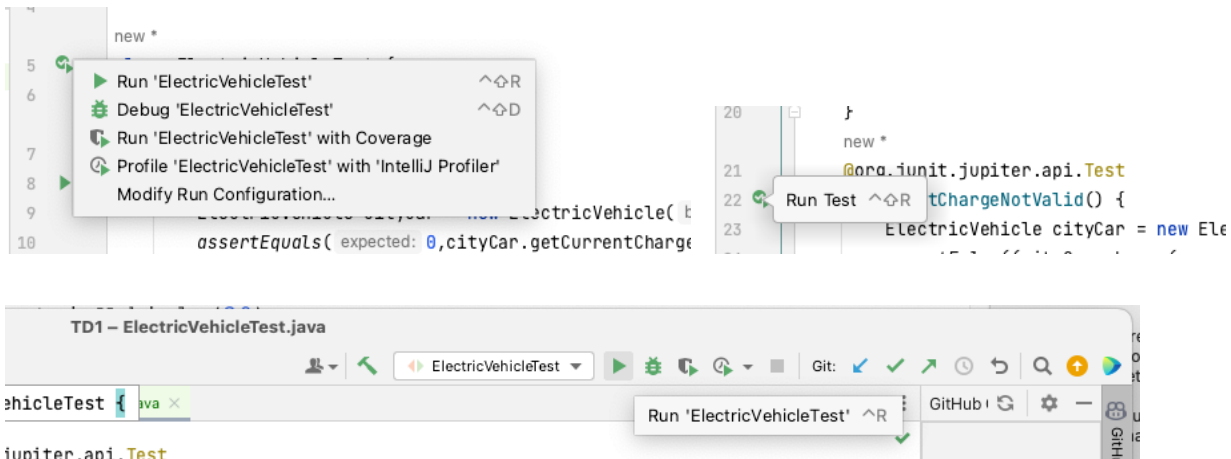 new *
5
Run 'ElectricVehicleTest' ^⇧R
6
Debug 'ElectricVehicleTest' ^⇧D
Run 'ElectricVehicleTest' with Coverage
7
Profile 'ElectricVehicleTest' with 'IntelliJ Profiler'
8
Modify Run Configuration...
9
10 assertEquals( expected: 0,cityCar.getCurrentCharge
20 }
new *
21 @org.junit.jupiter.api.Test
22 Run Test ^⇧R tChargeNotValid() {
23 ElectricVehicle cityCar = new Ele
TD1 – ElectricVehicleTest.java
ElectricVehicleTest Git:
ehicleTest { ava × GitHub
Run 'ElectricVehicleTest' ^R
jupiter.api.Test
GitH